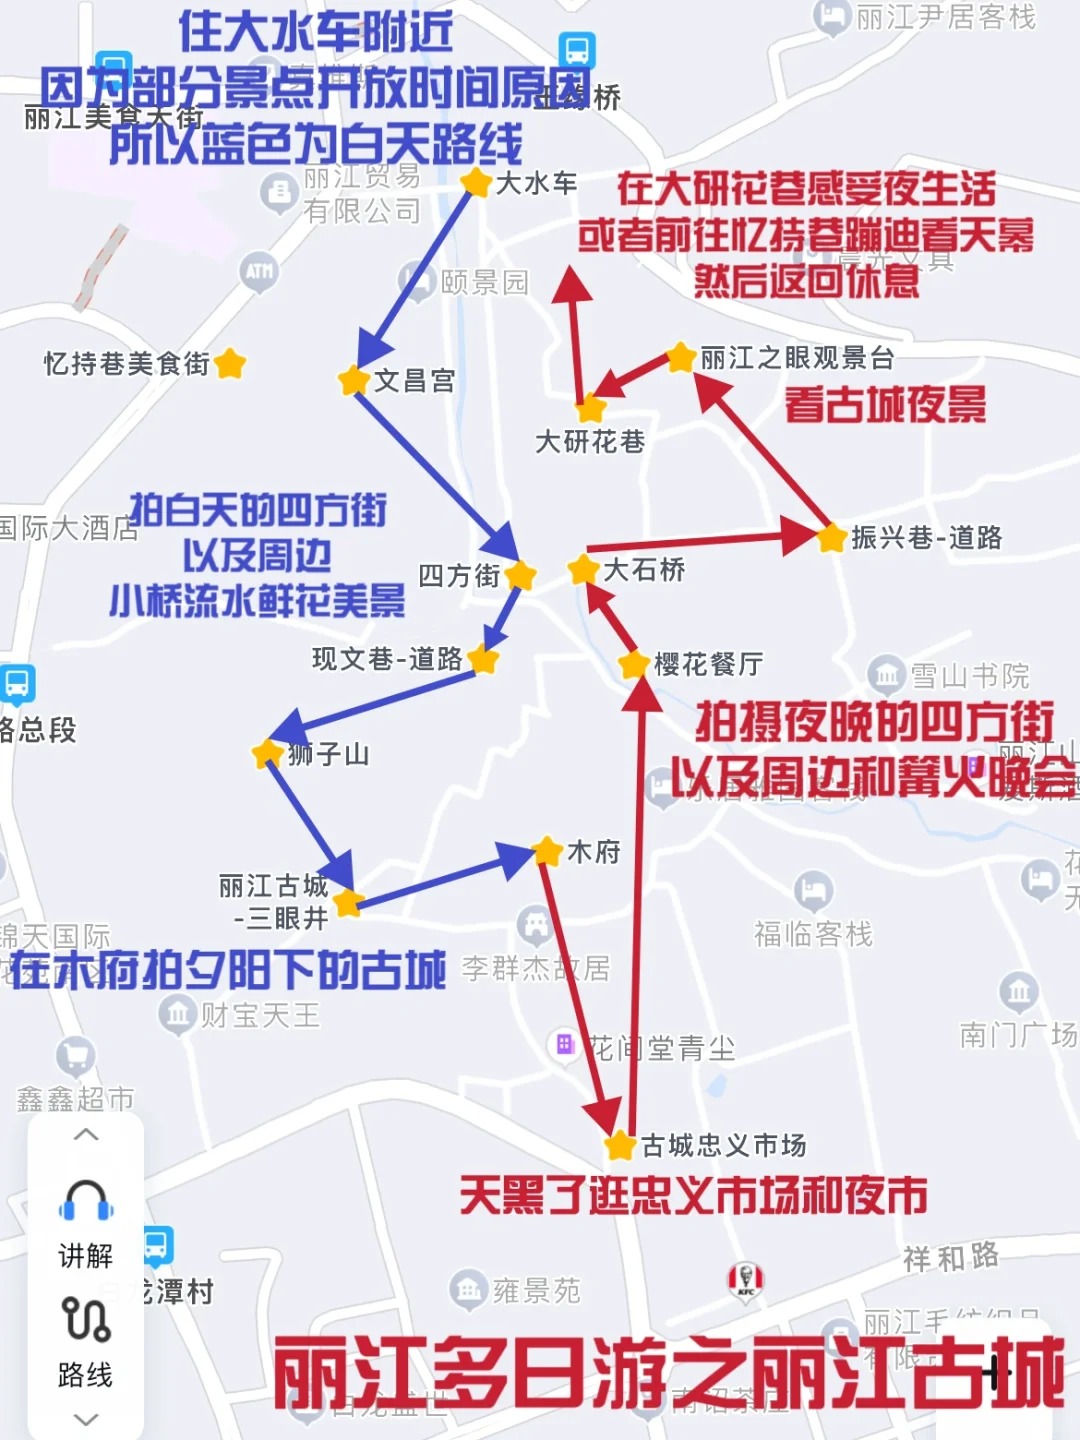 丽江尹居客栈
住大水车附近
因为部分景点开放时间原因
丽江美食大街
所以蓝色为白天路线
丽江贸易
有限公司
大水车
在大研花巷感受夜生活
或者前往忆持巷蹦迪看天幕
然后返回休息
ATM
颐景园
忆持巷美食街
文昌宫
丽江之眼观景台
看古城夜景
大研花巷
国际大酒店
拍白天的四方街
以及周边
小桥流水鲜花美景
振兴巷-道路
四方街
大石桥
现文巷-道路
樱花餐厅
雪山书院
路总段
拍摄夜晚的四方街
以及周边和篝火晚会
狮子山
木府
丽江古城
-三眼井
福临客栈
锦天国际
在木府拍夕阳下的古城
李群杰故居
财宝天王
南门广场
花间堂青尘
鑫鑫超市
古城忠义市场
天黑了逛忠义市场和夜市
讲解
祥和路
KFC
白龙潭村
雍景苑
路线
丽江多日游之丽江古城